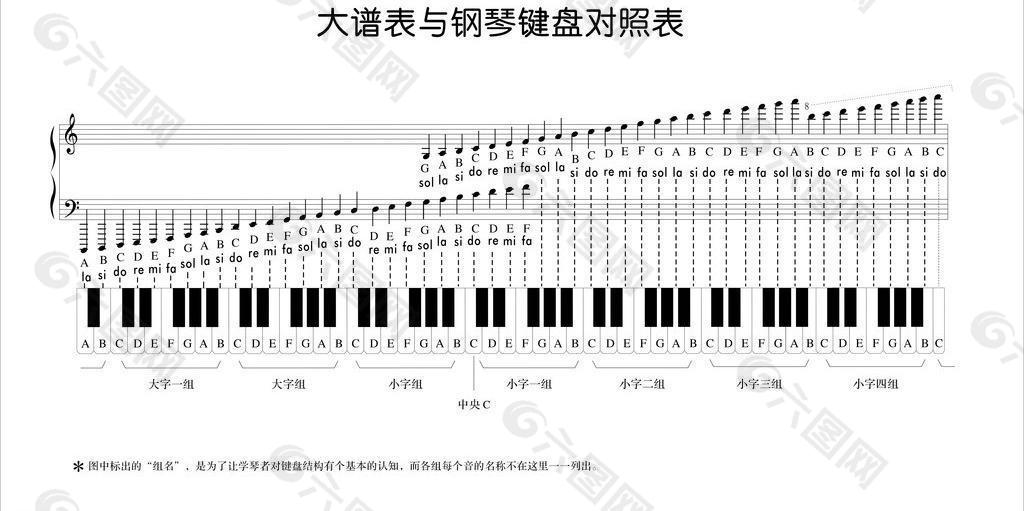 大谱表与钢琴键盘对照表
8
G A B C D E F G A B C D E F G A B C D E F G A B C D E F G A B C
sol la si do re mi fa sol la si do re mi fa sol la si do re mi fa sol la si do re mi fa sol la si do
A B C D E F G A B C D E F G A B C D E F G A B C D E F
la si do re mi fa sol la si do re mi fa sol la si do re mi fa sol la si do re mi fa
A B C D E F G A B C D E F G A B C D E F G A B C D E F G A B C D E F G A B C D E F G A B C D E F G A B C
大字一组 大字组 小字组 小字一组 小字二组 小字三组 小字四组
中央 C
* 图中标出的“组名”，是为了让学琴者对键盘结构有个基本的认知，而各组每个音的名称不在这里一一列出。
六图网